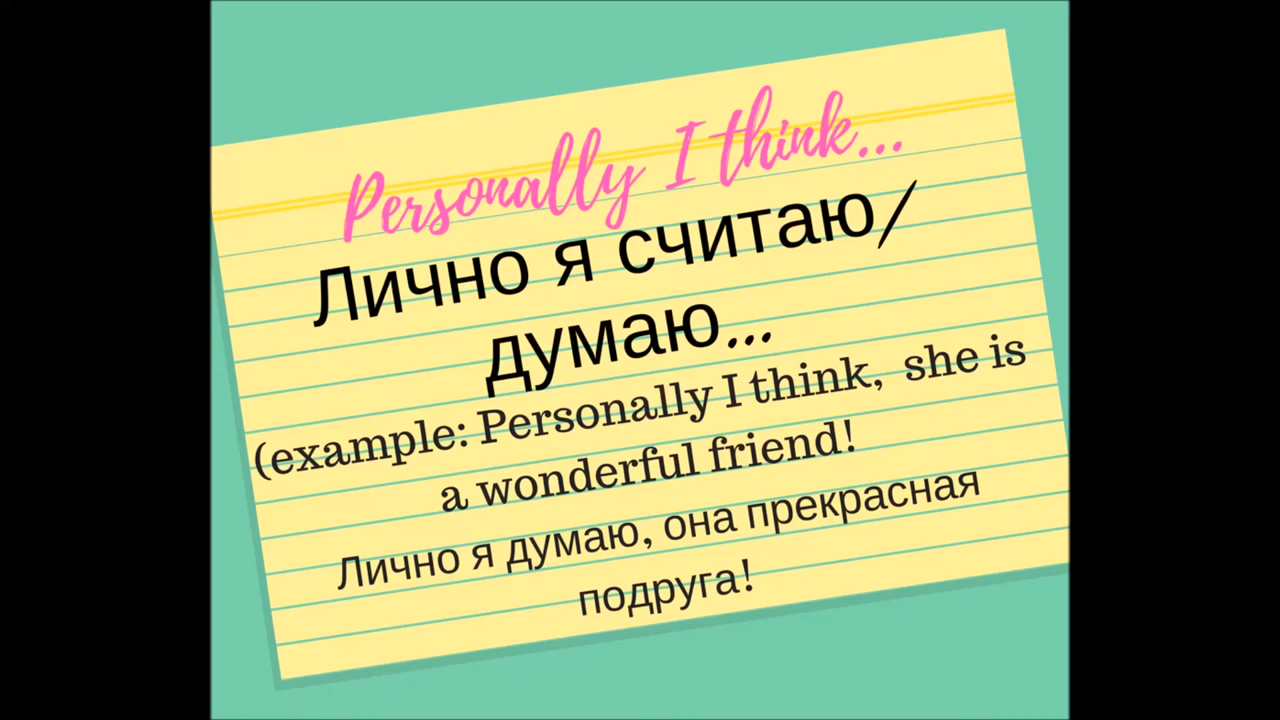 Personally I think...
Лично я считаю/
думаю...
(example: Personally I think, she is
a wonderful friend!
Лично я думаю, она прекрасная
подруга!